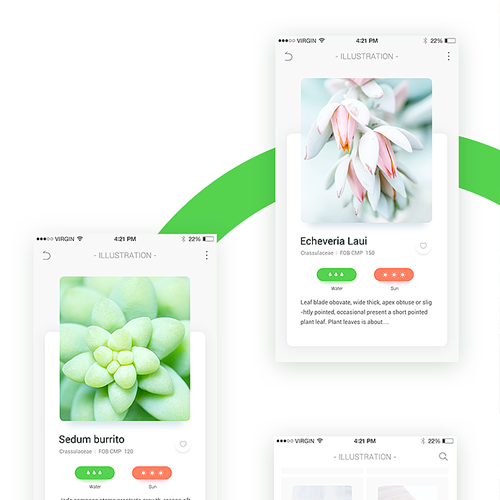 ●●●○○ VIRGIN 4:21 PM 22%
- ILLUSTRATION -
Echeveria Laui
Crassulaceae | FOB CMP 150
Water Sun
Leaf blade obovate, wide thick, apex obtuse or slig
-htly pointed, occasional present a short pointed
plant leaf. Plant leaves is about....
●●●○○ VIRGIN 4:21 PM 22%
- ILLUSTRATION -
Sedum burrito
Crassulaceae | FOB CMP 120
Water Sun
●●●○○ VIRGIN 4:21 PM 22%
- ILLUSTRATION -